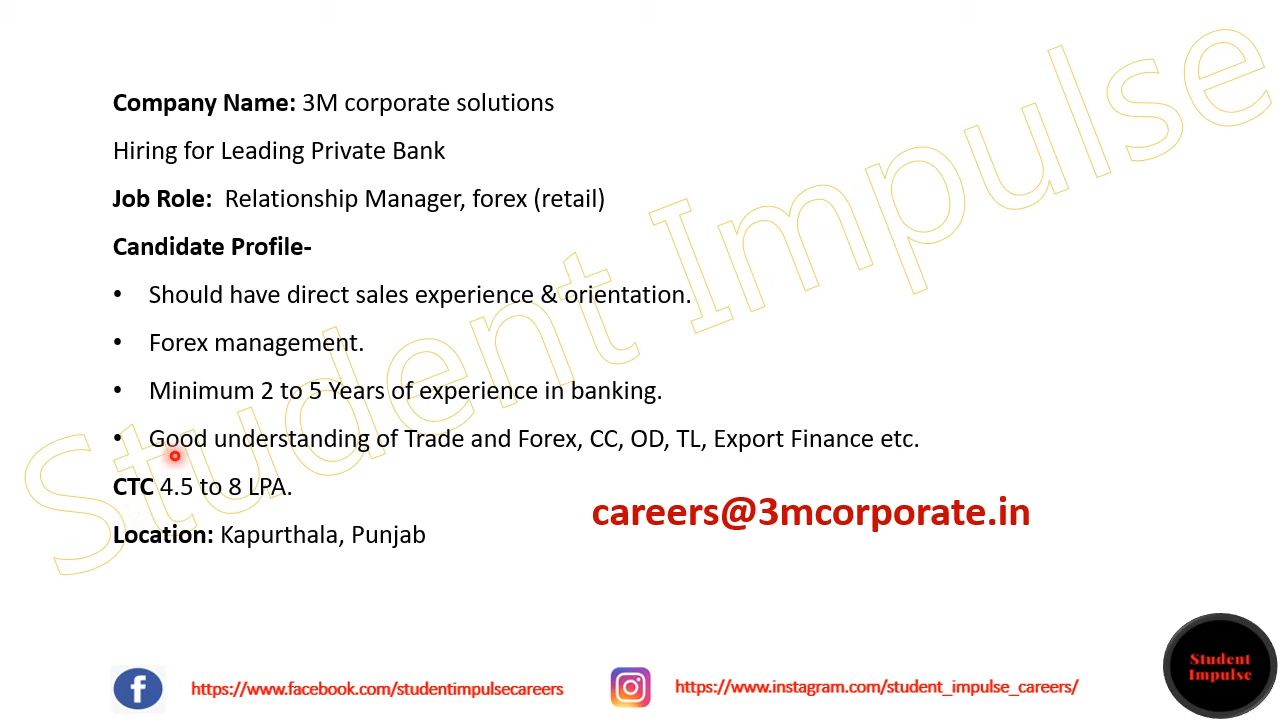 Company Name: 3M corporate solutions
Hiring for Leading Private Bank
Job Role: Relationship Manager, forex (retail)
Candidate Profile-
• Should have direct sales experience & orientation.
• Forex management.
• Minimum 2 to 5 Years of experience in banking.
• Good understanding of Trade and Forex, CC, OD, TL, Export Finance etc.
CTC 4.5 to 8 LPA.
careers@3mcorporate.in
Location: Kapurthala, Punjab
Student Impulse
https://www.facebook.com/studentimpulsecareers
https://www.instagram.com/student_impulse_careers/
Student
Impulse